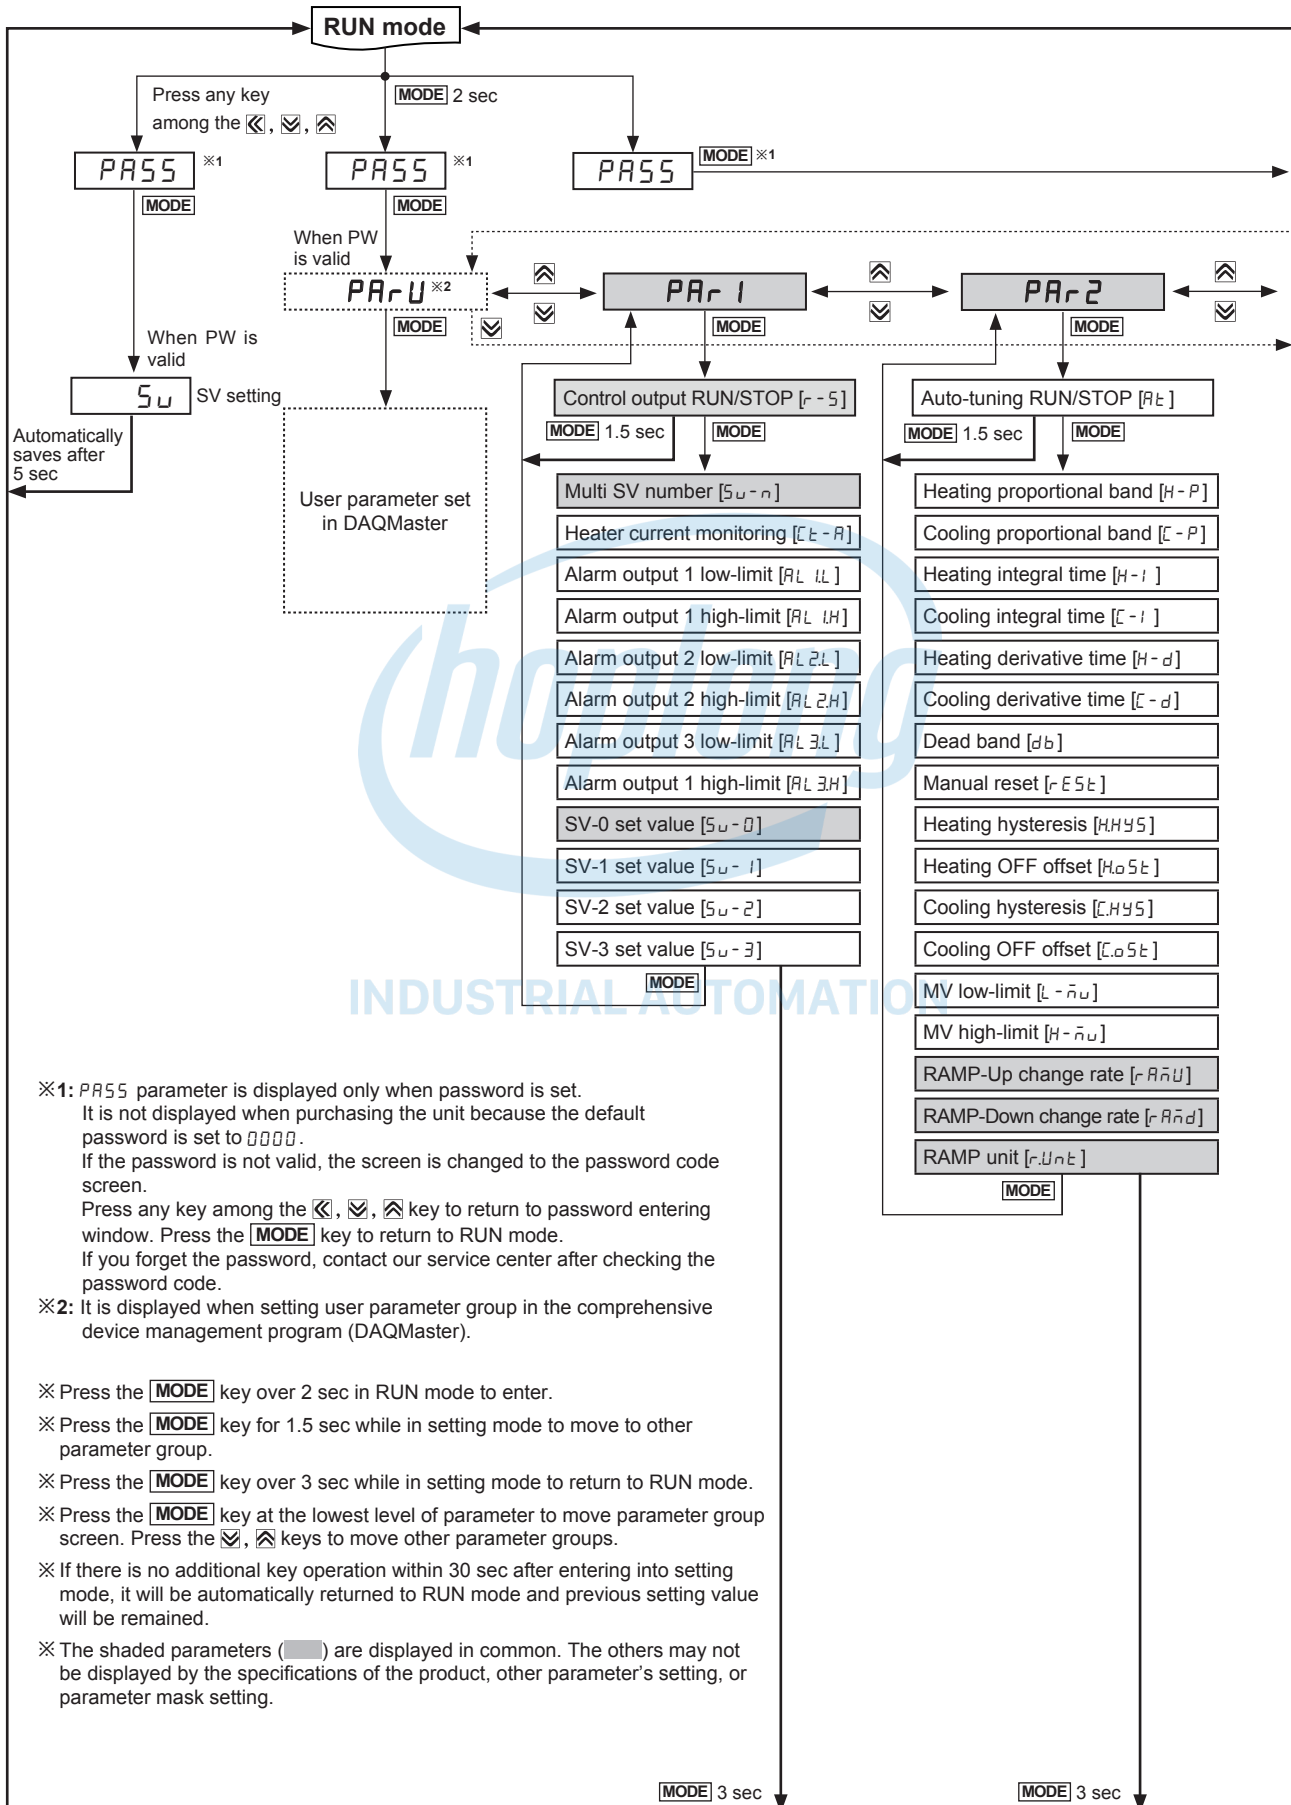 RUN mode
Press any key
among the «, ,
MODE 2 sec
PASS ※1
PASS ※1
PASS
MODE ※1
MODE
MODE
When PW
is valid
PArU ※2
PAr1
PAr2
MODE
MODE
MODE
When PW is
valid
Su
SV setting
Automatically
saves after
5 sec
User parameter set
in DAQMaster
Control output RUN/STOP [r-S]
MODE 1.5 sec
MODE
Multi SV number [Su-n]
Heater current monitoring [Ct-A]
Alarm output 1 low-limit [AL1.L]
Alarm output 1 high-limit [AL1.H]
Alarm output 2 low-limit [AL2.L]
Alarm output 2 high-limit [AL2.H]
Alarm output 3 low-limit [AL3.L]
Alarm output 1 high-limit [AL3.H]
SV-0 set value [Su-0]
SV-1 set value [Su-1]
SV-2 set value [Su-2]
SV-3 set value [Su-3]
MODE
Auto-tuning RUN/STOP [At]
MODE 1.5 sec
MODE
Heating proportional band [H-P]
Cooling proportional band [C-P]
Heating integral time [H-I]
Cooling integral time [C-I]
Heating derivative time [H-d]
Cooling derivative time [C-d]
Dead band [db]
Manual reset [rESt]
Heating hysteresis [H.HYS]
Heating OFF offset [H.oSt]
Cooling hysteresis [C.HYS]
Cooling OFF offset [C.oSt]
MV low-limit [L-n̄u]
MV high-limit [H-n̄u]
RAMP-Up change rate [rAn̄U]
RAMP-Down change rate [rAn̄d]
RAMP unit [r.Unt]
MODE
hoplong
INDUSTRIAL AUTOMATION
※1: PASS parameter is displayed only when password is set.
It is not displayed when purchasing the unit because the default
password is set to 0000.
If the password is not valid, the screen is changed to the password code
screen.
Press any key among the «, , key to return to password entering
window. Press the MODE key to return to RUN mode.
If you forget the password, contact our service center after checking the
password code.
※2: It is displayed when setting user parameter group in the comprehensive
device management program (DAQMaster).
※ Press the MODE key over 2 sec in RUN mode to enter.
※ Press the MODE key for 1.5 sec while in setting mode to move to other
parameter group.
※ Press the MODE key over 3 sec while in setting mode to return to RUN mode.
※ Press the MODE key at the lowest level of parameter to move parameter group
screen. Press the , keys to move other parameter groups.
※ If there is no additional key operation within 30 sec after entering into setting
mode, it will be automatically returned to RUN mode and previous setting value
will be remained.
※ The shaded parameters ( ) are displayed in common. The others may not
be displayed by the specifications of the product, other parameter's setting, or
parameter mask setting.
MODE 3 sec
MODE 3 sec